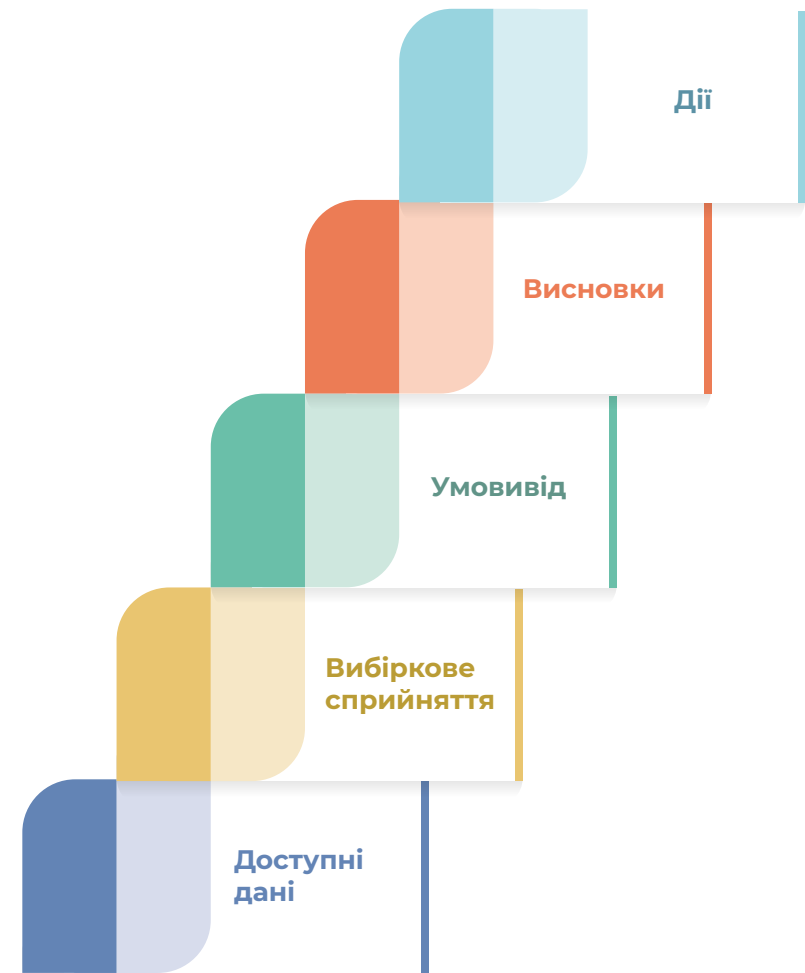 Дії
Висновки
Умовивід
Вибіркове
сприйняття
Доступні
дані